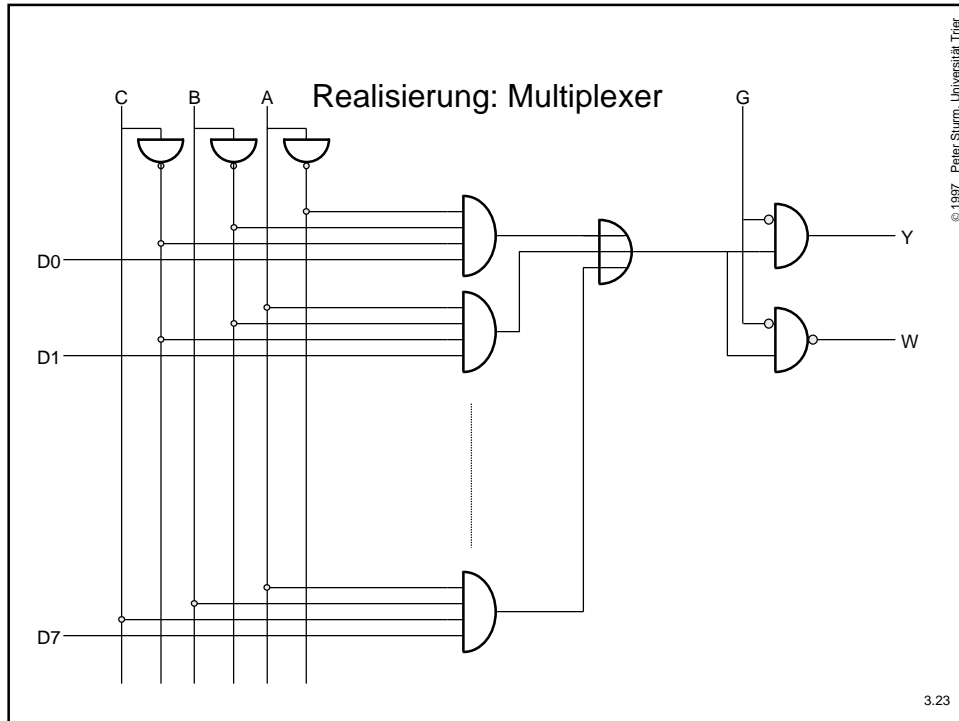 Realisierung: Multiplexer
C B A G
D0
D1
D7
Y
W
© 1997 Peter Sturm, Universität Trier
3.23